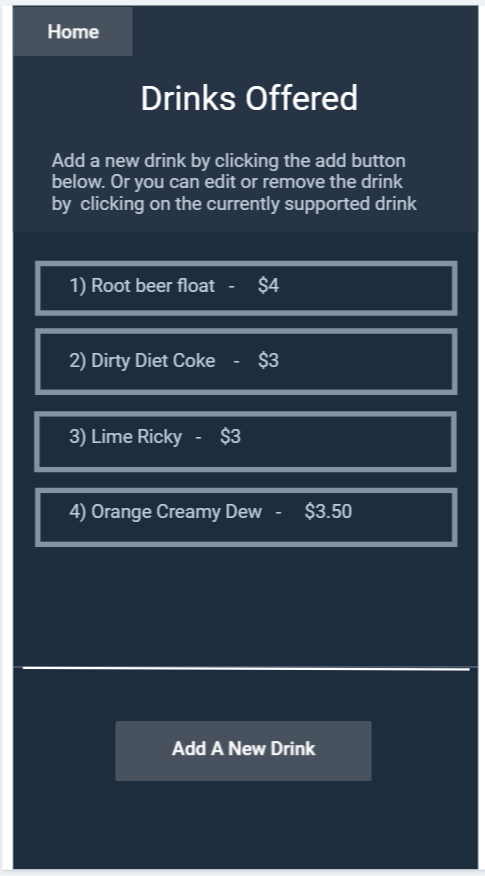 Home
Drinks Offered
Add a new drink by clicking the add button
below. Or you can edit or remove the drink
by clicking on the currently supported drink
1) Root beer float - $4
2) Dirty Diet Coke - $3
3) Lime Ricky - $3
4) Orange Creamy Dew - $3.50
Add A New Drink